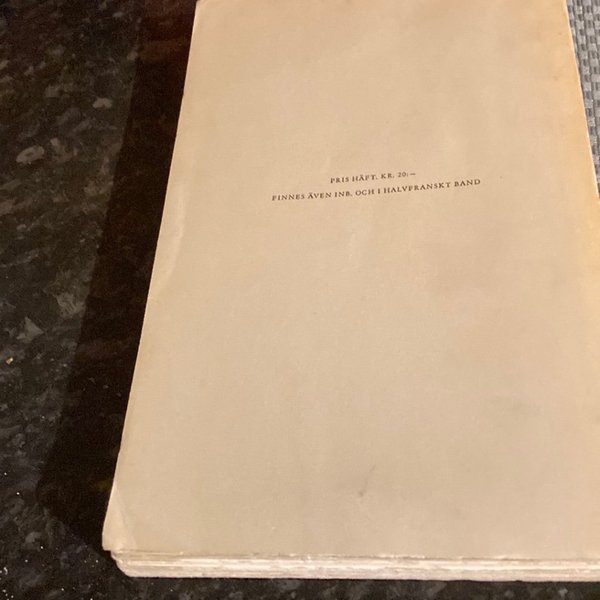 PRIS HÄFT. KR. 20:—
FINNES ÄVEN INB. OCH I HALVFRANSKT BAND